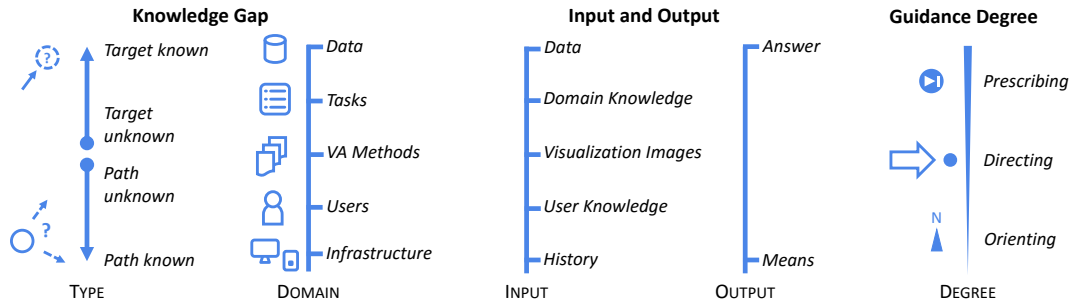 Knowledge Gap
Input and Output
Guidance Degree
?
Target known
Target
unknown
Path
unknown
?
Path known
Data
Tasks
VA Methods
Users
Infrastructure
Data
Domain Knowledge
Visualization Images
User Knowledge
History
Answer
Means
Prescribing
Directing
N
Orienting
TYPE
DOMAIN
INPUT
OUTPUT
DEGREE